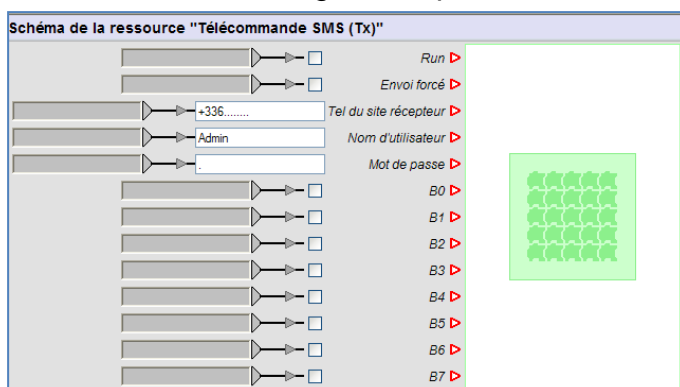 Schéma de la ressource "Télécommande SMS (Tx)"
Run
Envoi forcé
+336........ Tel du site récepteur
Admin Nom d'utilisateur
. Mot de passe
B0
B1
B2
B3
B4
B5
B6
B7